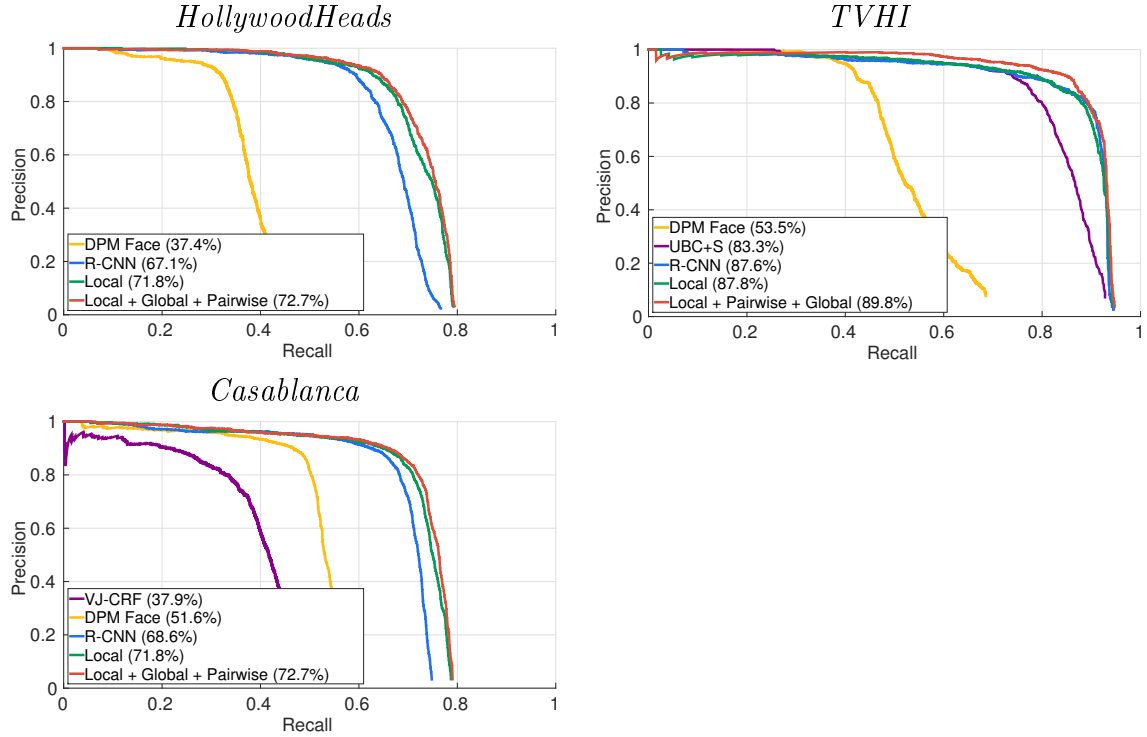 HollywoodHeads
1
0.8
0.6
0.4
0.2
0
Precision
DPM Face (37.4%)
R-CNN (67.1%)
Local (71.8%)
Local + Global + Pairwise (72.7%)
0 0.2 0.4 0.6 0.8 1
Recall
TVHI
1
0.8
0.6
0.4
0.2
0
Precision
DPM Face (53.5%)
UBC+S (83.3%)
R-CNN (87.6%)
Local (87.8%)
Local + Pairwise + Global (89.8%)
0 0.2 0.4 0.6 0.8 1
Recall
Casablanca
1
0.8
0.6
0.4
0.2
0
Precision
VJ-CRF (37.9%)
DPM Face (51.6%)
R-CNN (68.6%)
Local (71.8%)
Local + Global + Pairwise (72.7%)
0 0.2 0.4 0.6 0.8 1
Recall